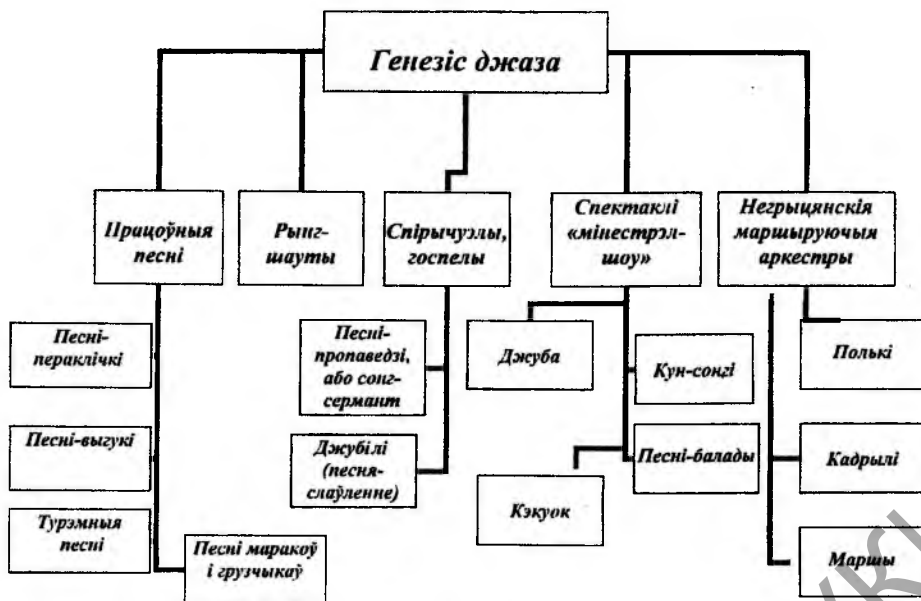 Генезіс джаза
Працоўныя
песні
Рынг-
шауты
Спірычуэлы,
госпелы
Спектаклі
«мінестрэл-
шоу»
Негрыцянскія
маршыруючыя
аркестры
Песні-
пераклічкі
Песні-выгукі
Турэмныя
песні
Песні маракоў
і грузчыкаў
Песні-
пропаведзі,
або сонг-
сермант
Джубілі
(песня-
слаўленне)
Джуба
Кэкуок
Кун-сонгі
Песні-балады
Полькі
Кадрылі
Маршы